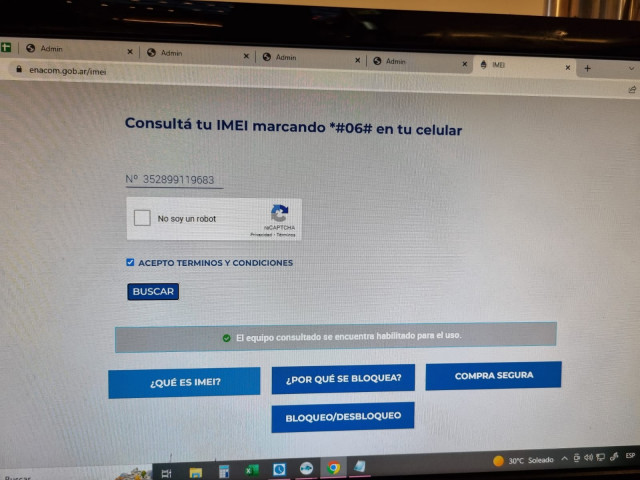 Admin
Admin
Admin
Admin
IMEI
enacom.gob.ar/imei
Consultá tu IMEI marcando *#06# en tu celular
Nº 352899119683
No soy un robot
reCAPTCHA
Privacidad - Términos
ACEPTO TERMINOS Y CONDICIONES
BUSCAR
El equipo consultado se encuentra habilitado para el uso.
¿QUÉ ES IMEI?
¿POR QUÉ SE BLOQUEA?
COMPRA SEGURA
BLOQUEO/DESBLOQUEO
Buscar
30°C Soleado
ESP